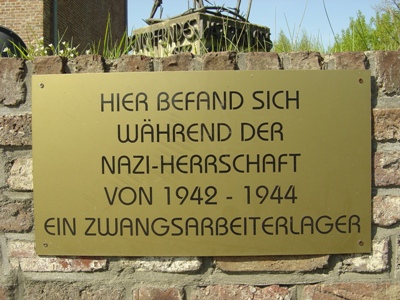 HIER BEFAND SICH
WÄHREND DER
NAZI-HERRSCHAFT
VON 1942 - 1944
EIN ZWANGSARBEITERLAGER